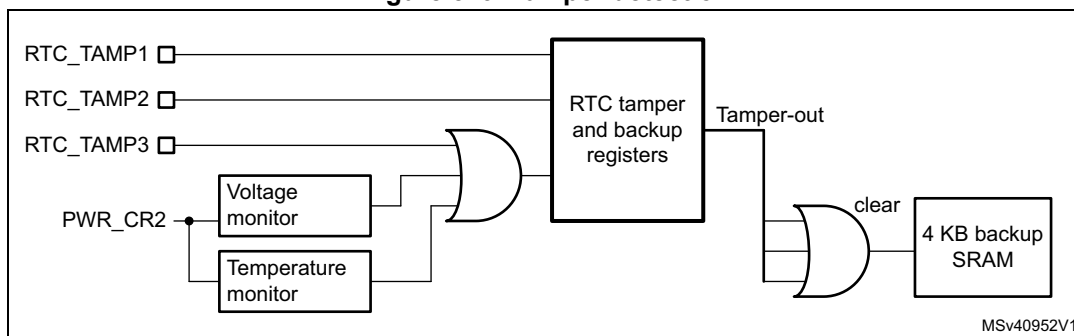 RTC_TAMP1
RTC_TAMP2
RTC_TAMP3
PWR_CR2
Voltage
monitor
Temperature
monitor
RTC tamper
and backup
registers
Tamper-out
clear
4 KB backup
SRAM
MSv40952V1